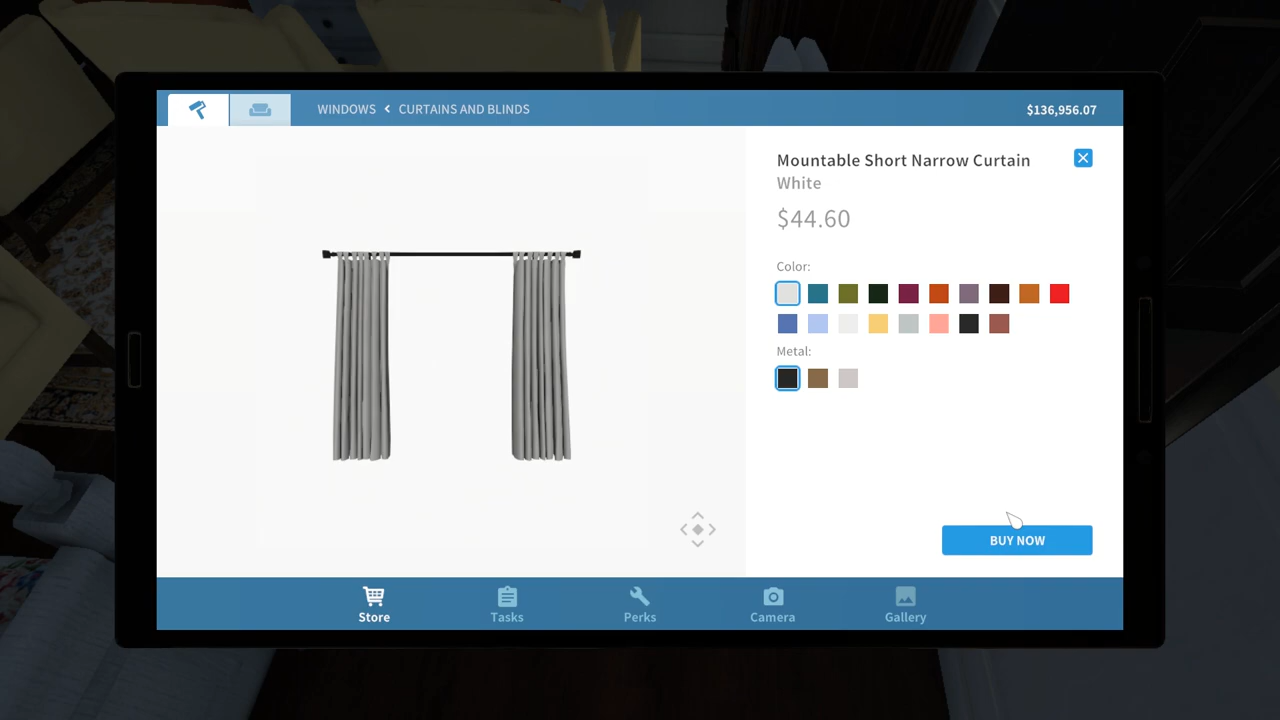 WINDOWS < CURTAINS AND BLINDS
$136,956.07
Mountable Short Narrow Curtain
White
$44.60
Color:
Metal:
BUY NOW
Store Tasks Perks Camera Gallery